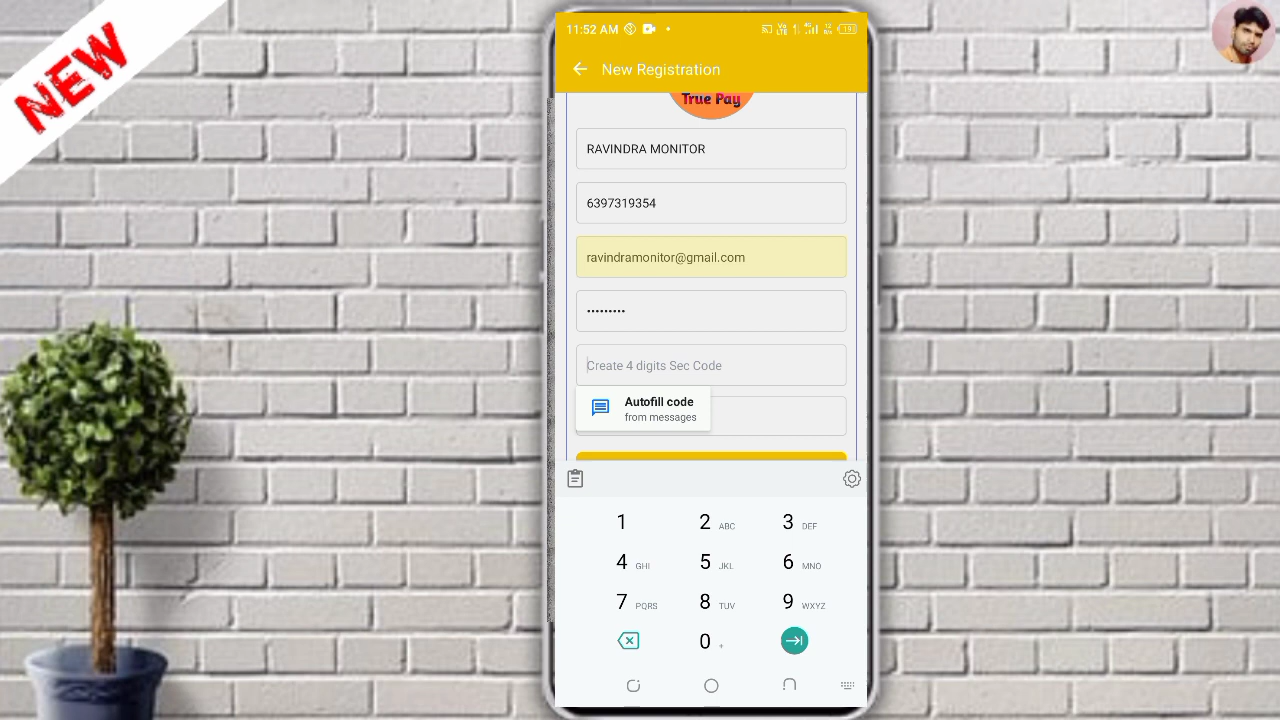 NEW
11:52 AM
New Registration
True Pay
RAVINDRA MONITOR
6397319354
ravindramonitor@gmail.com
•••••••••
Create 4 digits Sec Code
Autofill code
from messages
1
2 ABC
3 DEF
4 GHI
5 JKL
6 MNO
7 PQRS
8 TUV
9 WXYZ
0 +